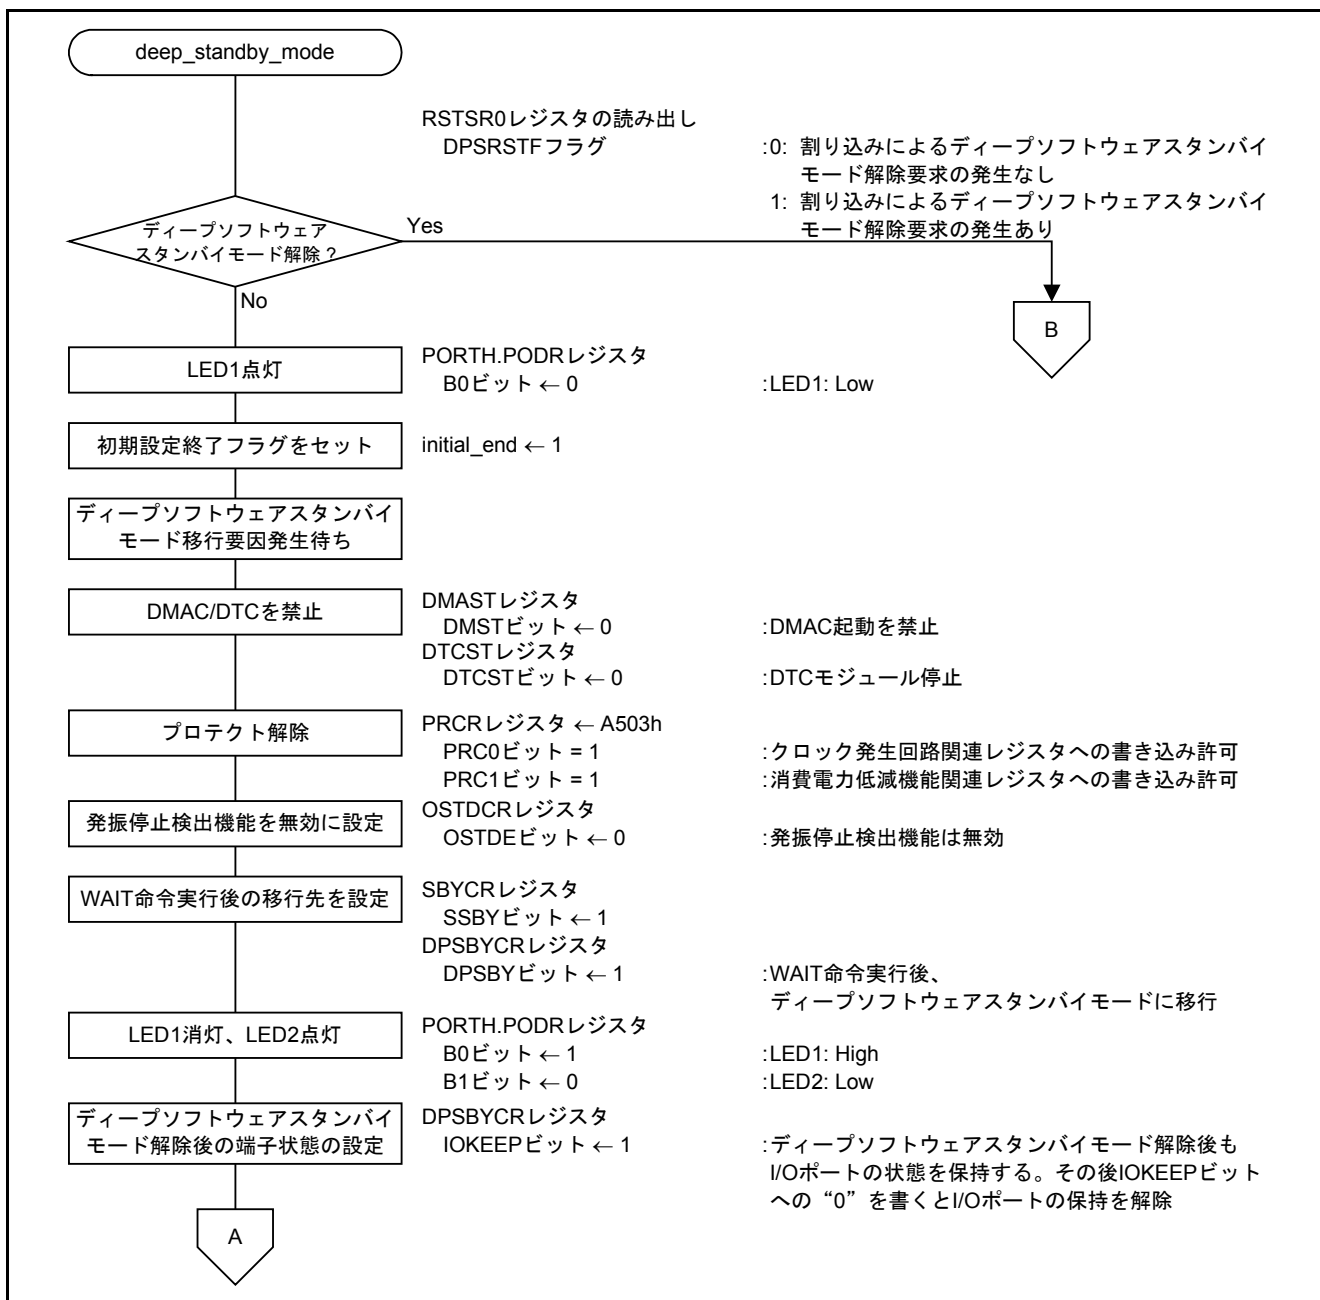 deep_standby_mode
RSTSR0レジスタの読み出し
DPSRSTFフラグ :0: 割り込みによるディープソフトウェアスタンバイ
モード解除要求の発生なし
1: 割り込みによるディープソフトウェアスタンバイ
モード解除要求の発生あり
ディープソフトウェア
スタンバイモード解除？
Yes
No
B
LED1点灯
PORTH.PODRレジスタ
B0ビット ← 0 :LED1: Low
初期設定終了フラグをセット
initial_end ← 1
ディープソフトウェアスタンバイ
モード移行要因発生待ち
DMAC/DTCを禁止
DMASTレジスタ
DMSTビット ← 0 :DMAC起動を禁止
DTCSTレジスタ
DTCSTビット ← 0 :DTCモジュール停止
プロテクト解除
PRCRレジスタ ← A503h
PRC0ビット = 1 :クロック発生回路関連レジスタへの書き込み許可
PRC1ビット = 1 :消費電力低減機能関連レジスタへの書き込み許可
発振停止検出機能を無効に設定
OSTDCRレジスタ
OSTDEビット ← 0 :発振停止検出機能は無効
WAIT命令実行後の移行先を設定
SBYCRレジスタ
SSBYビット ← 1
DPSBYCRレジスタ
DPSBYビット ← 1 :WAIT命令実行後、
ディープソフトウェアスタンバイモードに移行
LED1消灯、LED2点灯
PORTH.PODRレジスタ
B0ビット ← 1 :LED1: High
B1ビット ← 0 :LED2: Low
ディープソフトウェアスタンバイ
モード解除後の端子状態の設定
DPSBYCRレジスタ
IOKEEPビット ← 1 :ディープソフトウェアスタンバイモード解除後も
I/Oポートの状態を保持する。その後IOKEEPビット
への“0”を書くとI/Oポートの保持を解除
A